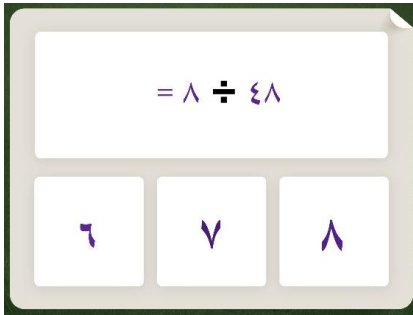 ٤٨ ÷ ٨ =
٨ ٧ ٦